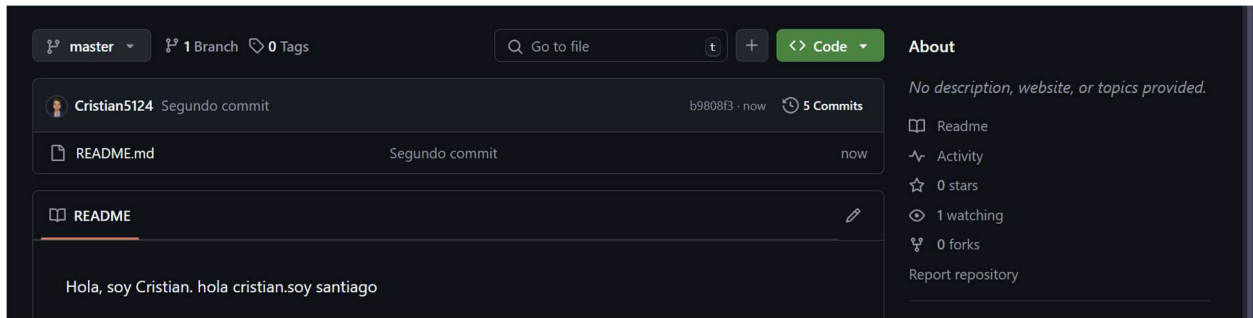 master 1 Branch 0 Tags Go to file t + <> Code
Cristian5124 Segundo commit b9808f3 · now 5 Commits
README.md Segundo commit now
README
Hola, soy Cristian. hola cristian.soy santiago
About
No description, website, or topics provided.
Readme
Activity
0 stars
1 watching
0 forks
Report repository